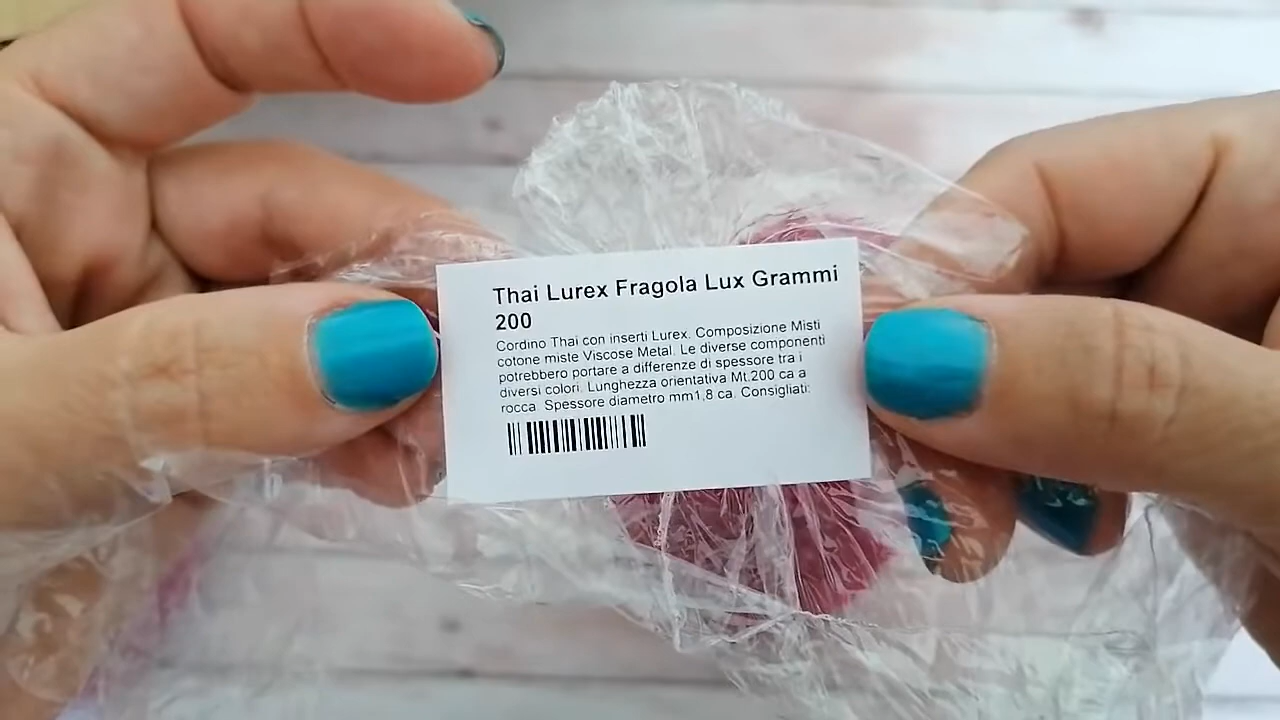 Thai Lurex Fragola Lux Grammi
200
Cordino Thai con inserti Lurex. Composizione Misti
cotone miste Viscose Metal. Le diverse componenti
potrebbero portare a differenze di spessore tra i
diversi colori. Lunghezza orientativa Mt.200 ca a
rocca. Spessore diametro mm1,8 ca. Consigliati: